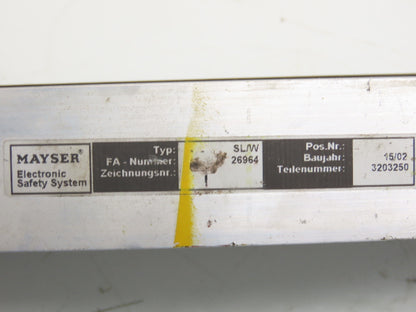 MAYSER®
Electronic
Safety System
Typ: SL/W
FA - Nummer: 26964
Zeichnungsnr.:
Pos.Nr.:
Baujahr: 15/02
Teilenummer: 3203250